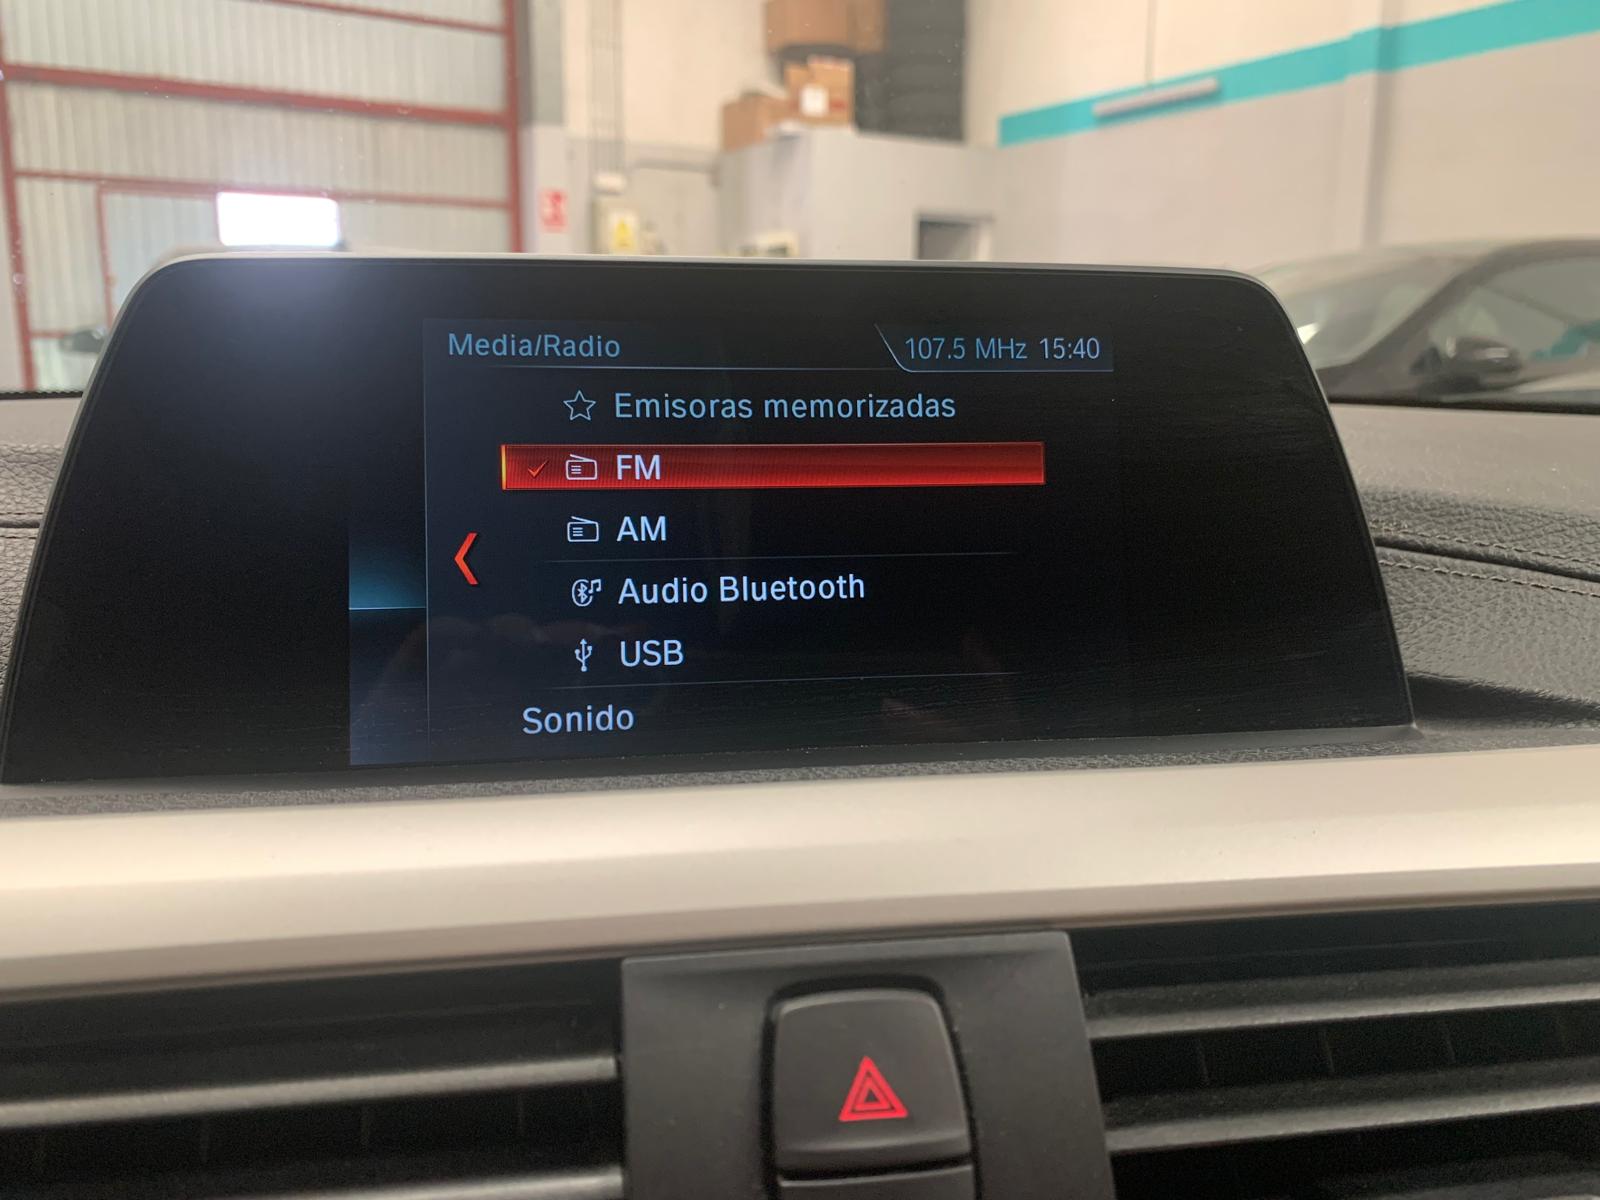 Media/Radio
107.5 MHz 15:40
Emisoras memorizadas
FM
AM
Audio Bluetooth
USB
Sonido